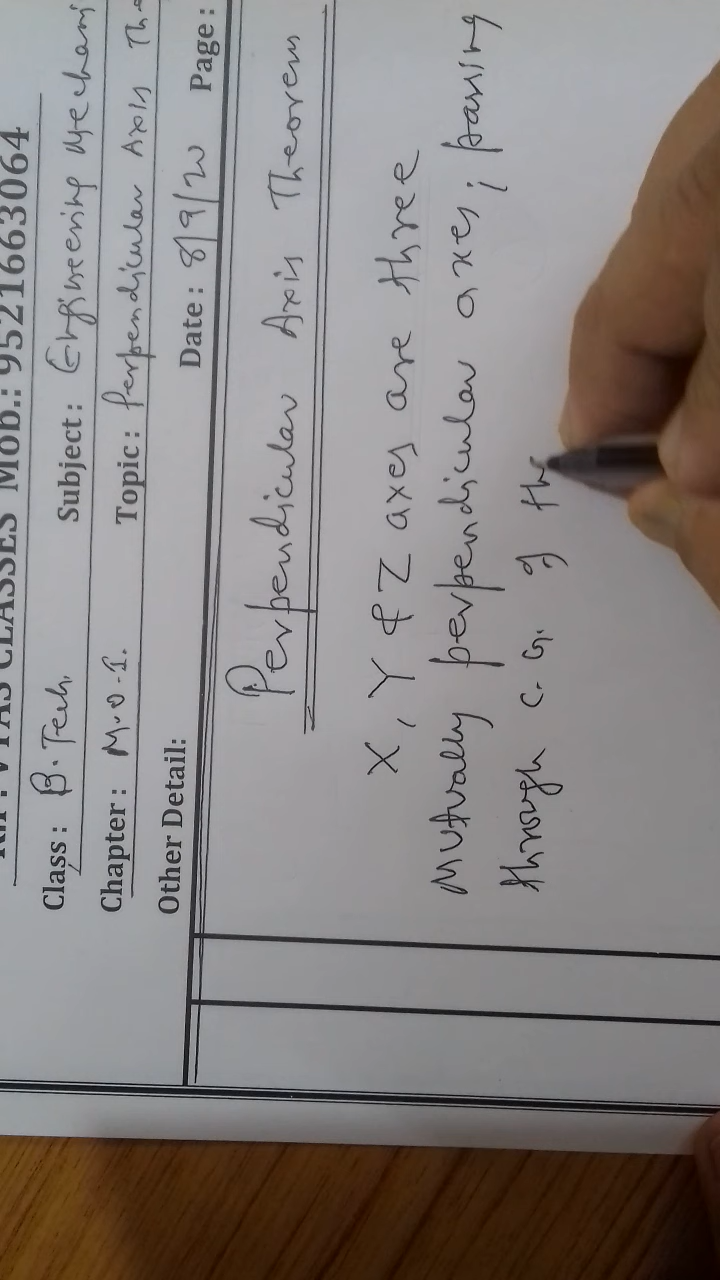 VYAS CLASSES Mob.: 9521663064
Class : B.Tech. Subject : Engineering Mechani
Chapter : M.O.I. Topic : Perpendicular Axis The
Other Detail: Date : 8/9/20 Page :
Perpendicular Axis Theorem
X, Y & Z axes are three
Mutually perpendicular axes, passing
through C.G. of th